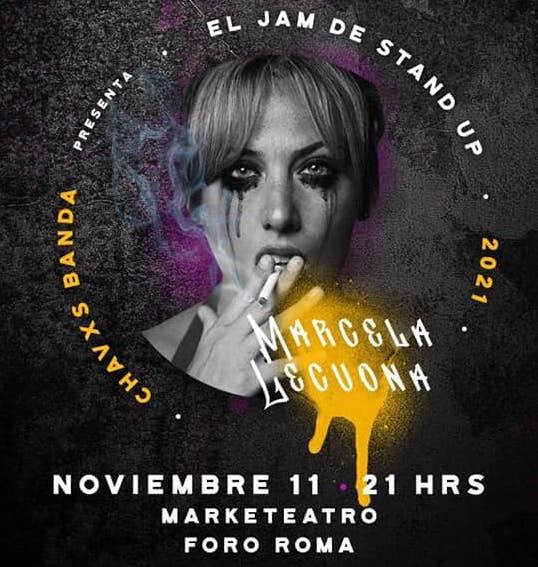 CHAVXS BANDA
PRESENTA
EL JAM DE STAND UP
2021
MARCELA
LECUONA
NOVIEMBRE 11 · 21 HRS
MARKETEATRO
FORO ROMA